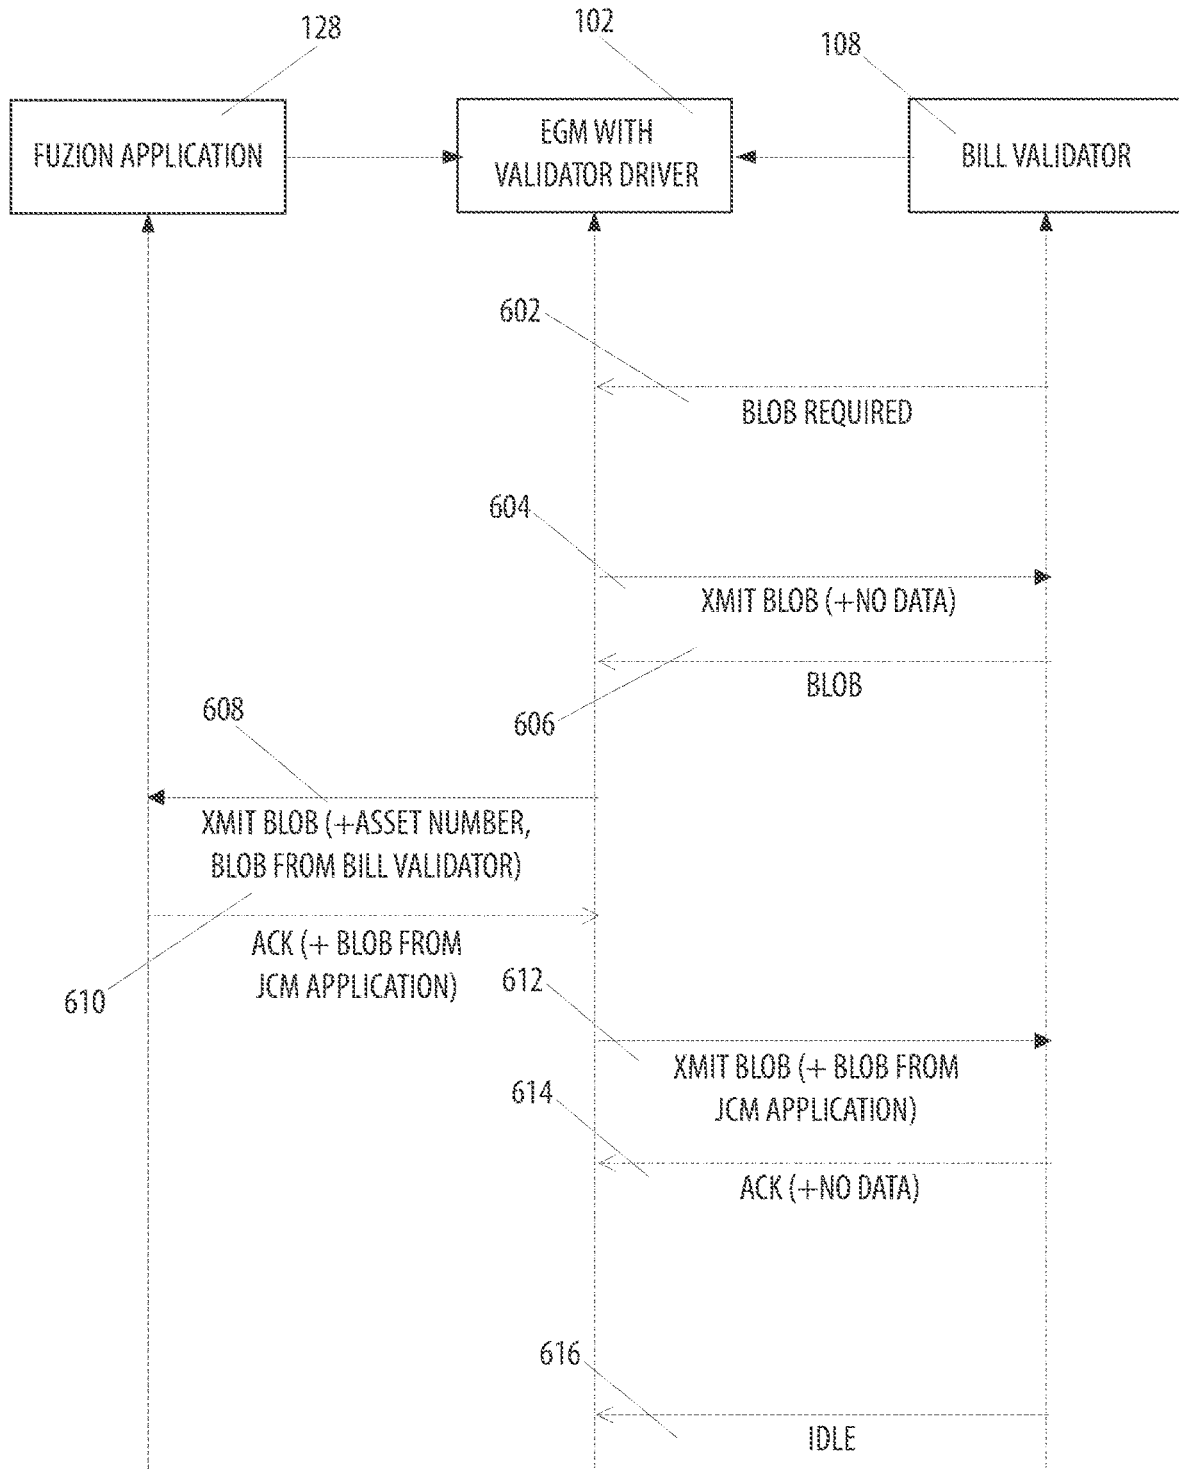 128
102
108
FUZION APPLICATION
EGM WITH
VALIDATOR DRIVER
BILL VALIDATOR
602
BLOB REQUIRED
604
XMIT BLOB (+NO DATA)
606
BLOB
608
XMIT BLOB (+ASSET NUMBER,
BLOB FROM BILL VALIDATOR)
610
ACK (+ BLOB FROM
JCM APPLICATION)
612
XMIT BLOB (+ BLOB FROM
JCM APPLICATION)
614
ACK (+NO DATA)
616
IDLE